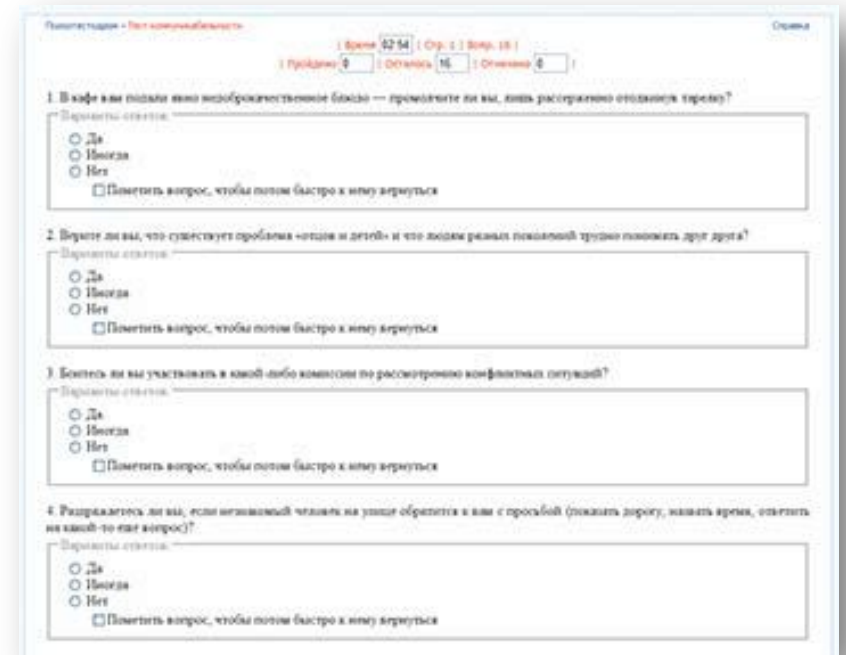 Психотестодром » Тест коммуникабельности
Справка
| Время 02:54 | Стр. 1 | Вопр. 16 |
| Пройдено 0 | Осталось 16 | Отмечено 0 |
1. В кафе вам подали явно недоброкачественное блюдо — промолчите ли вы, лишь рассерженно отодвинув тарелку?
Варианты ответов
Да
Иногда
Нет
Пометить вопрос, чтобы потом быстро к нему вернуться
2. Верите ли вы, что существует проблема «отцов и детей» и что людям разных поколений трудно понимать друг друга?
Варианты ответов
Да
Иногда
Нет
Пометить вопрос, чтобы потом быстро к нему вернуться
3. Боитесь ли вы участвовать в какой-либо комиссии по рассмотрению конфликтных ситуаций?
Варианты ответов
Да
Иногда
Нет
Пометить вопрос, чтобы потом быстро к нему вернуться
4. Раздражаетесь ли вы, если незнакомый человек на улице обратится к вам с просьбой (показать дорогу, назвать время, ответить
на какой-то еще вопрос)?
Варианты ответов
Да
Иногда
Нет
Пометить вопрос, чтобы потом быстро к нему вернуться